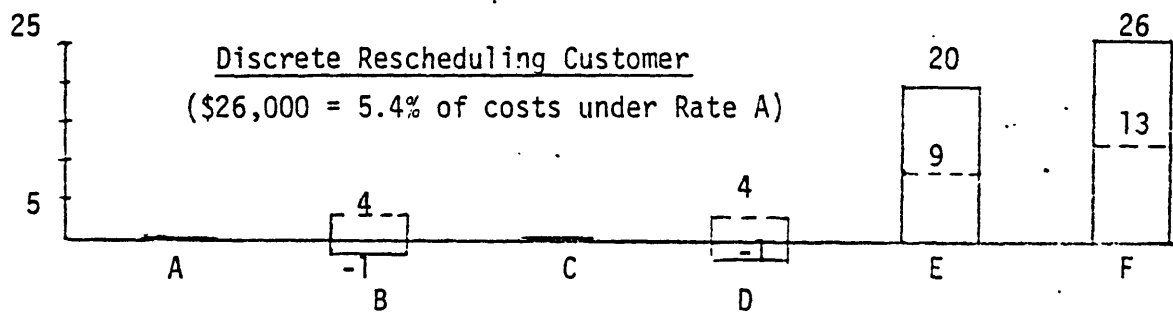 25
26
Discrete Rescheduling Customer
20
($26,000 = 5.4% of costs under Rate A)
13
9
5
4
4
A
-1
C
-1
E
F
B
D